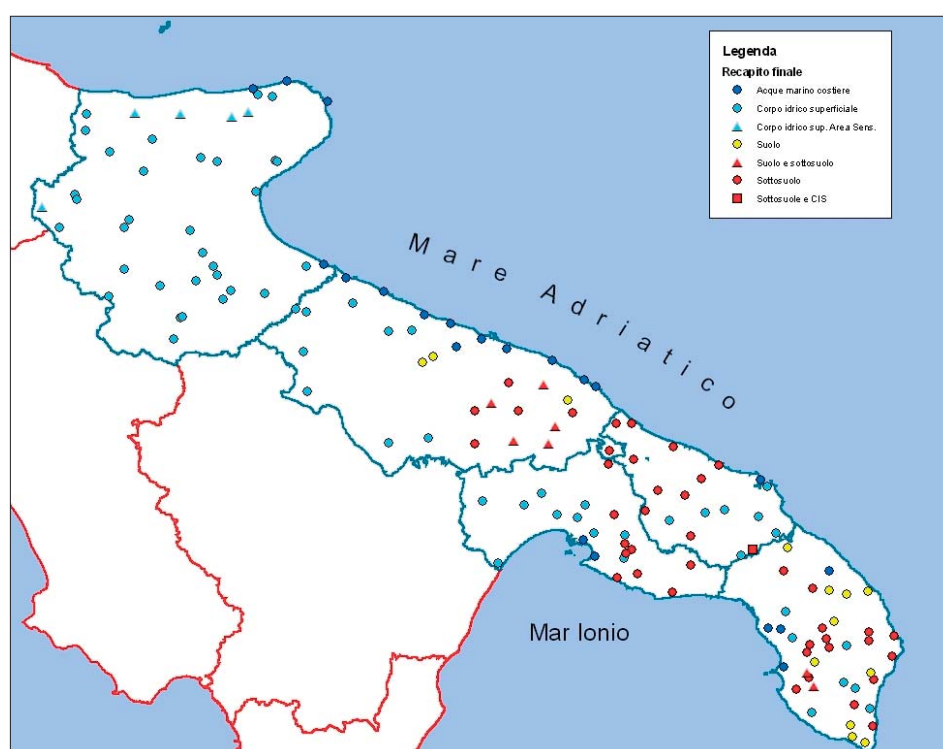 Legenda
Recapito finale
Acque marino costiere
Corpo idrico superficiale
Corpo idrico sup. Area Sens.
Suolo
Suolo e sottosuolo
Sottosuolo
Sottosuole e CIS
Mare Adriatico
Mar Ionio